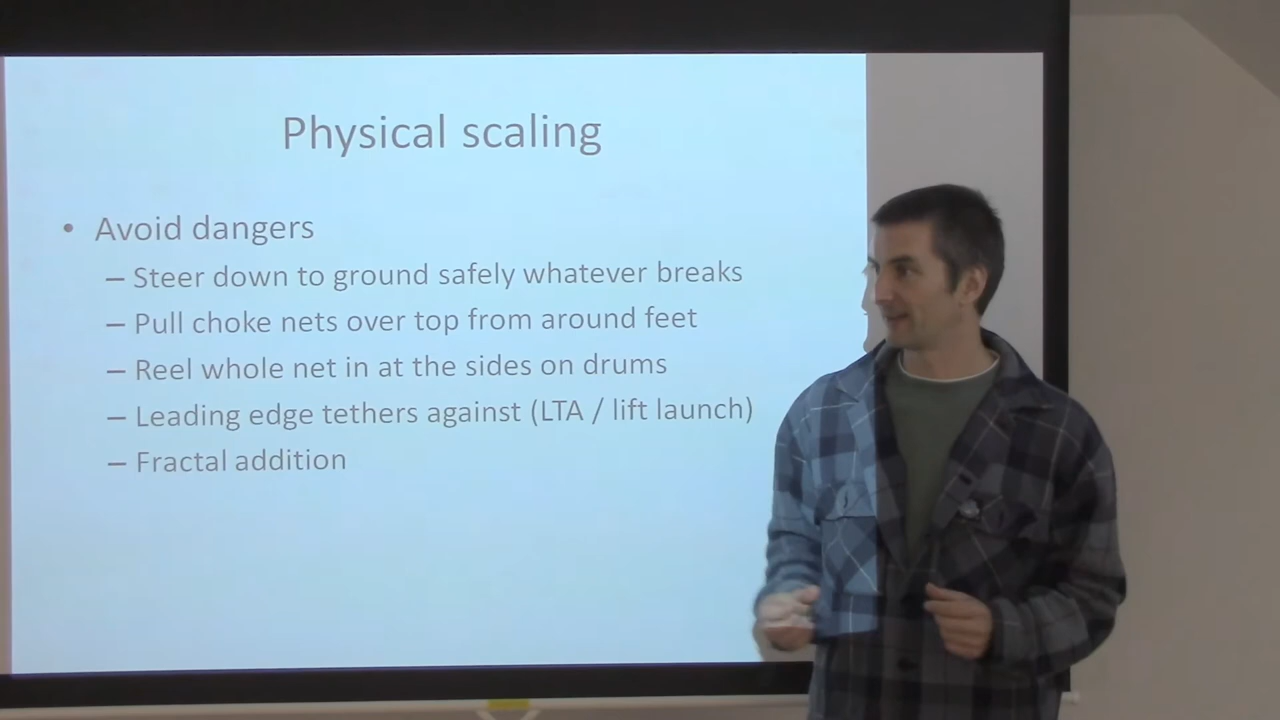 Physical scaling
• Avoid dangers
– Steer down to ground safely whatever breaks
– Pull choke nets over top from around feet
– Reel whole net in at the sides on drums
– Leading edge tethers against (LTA / lift launch)
– Fractal addition